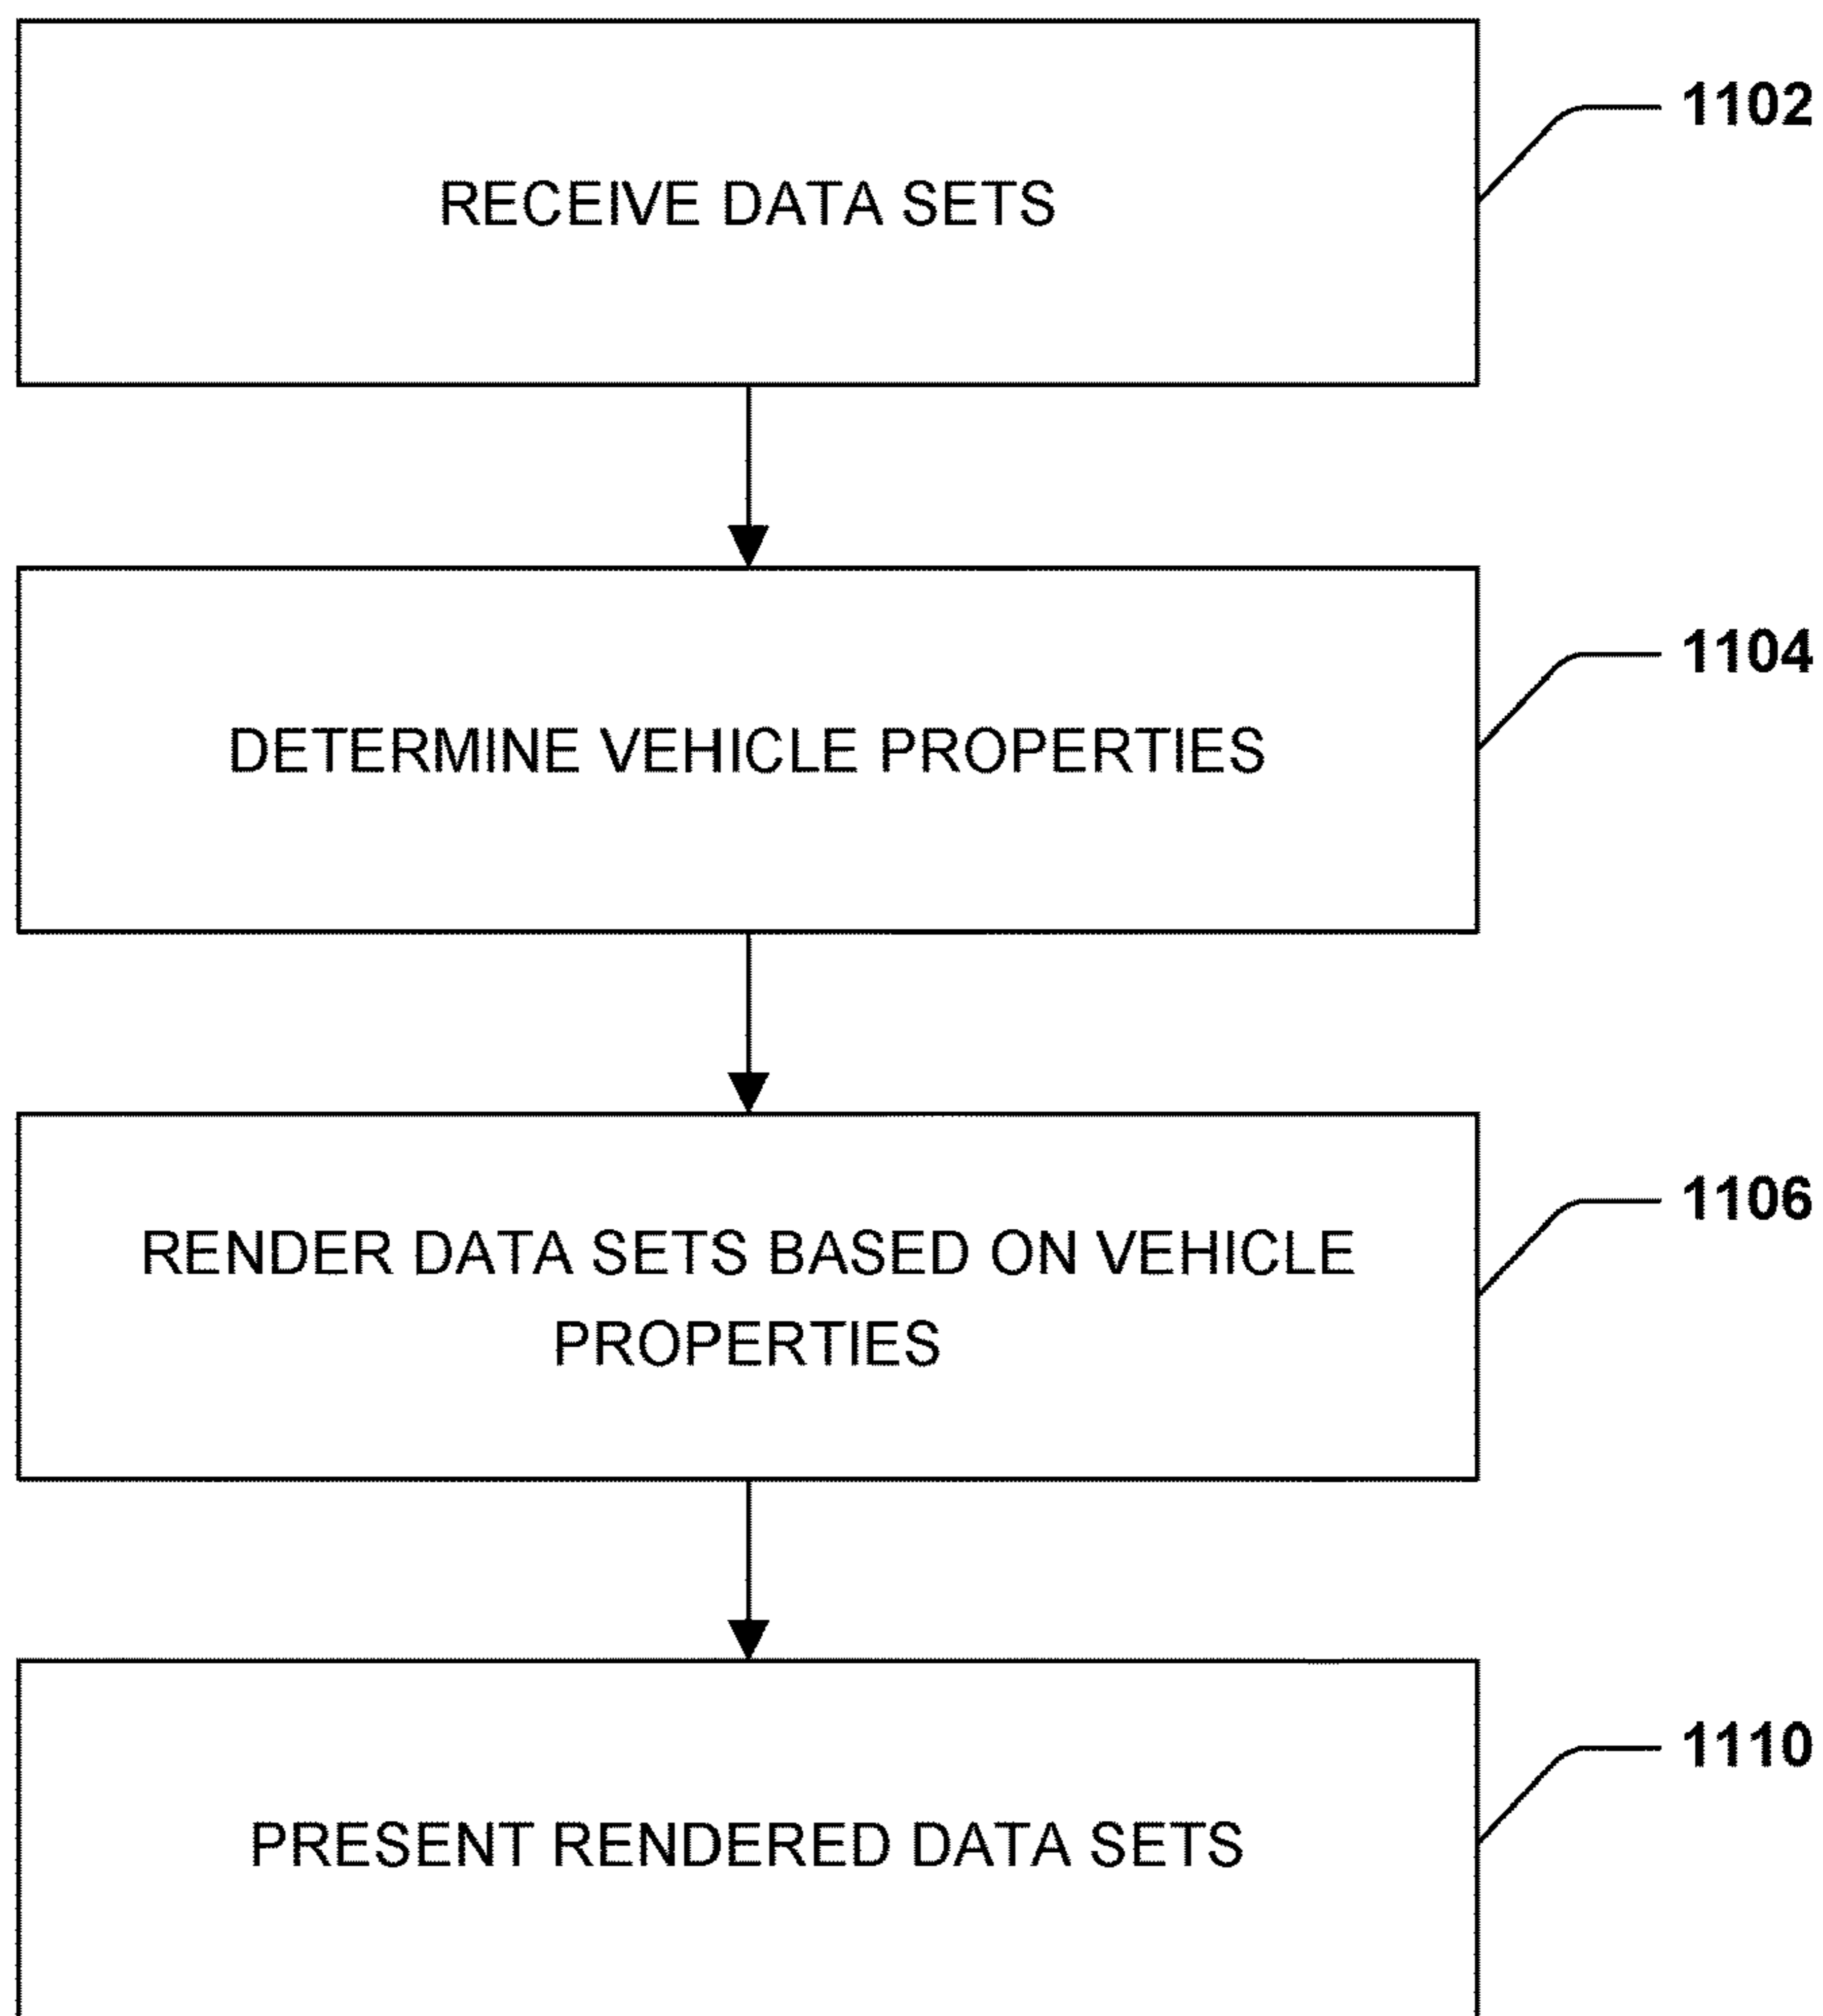 RECEIVE DATA SETS
1102
DETERMINE VEHICLE PROPERTIES
1104
RENDER DATA SETS BASED ON VEHICLE
PROPERTIES
1106
PRESENT RENDERED DATA SETS
1110